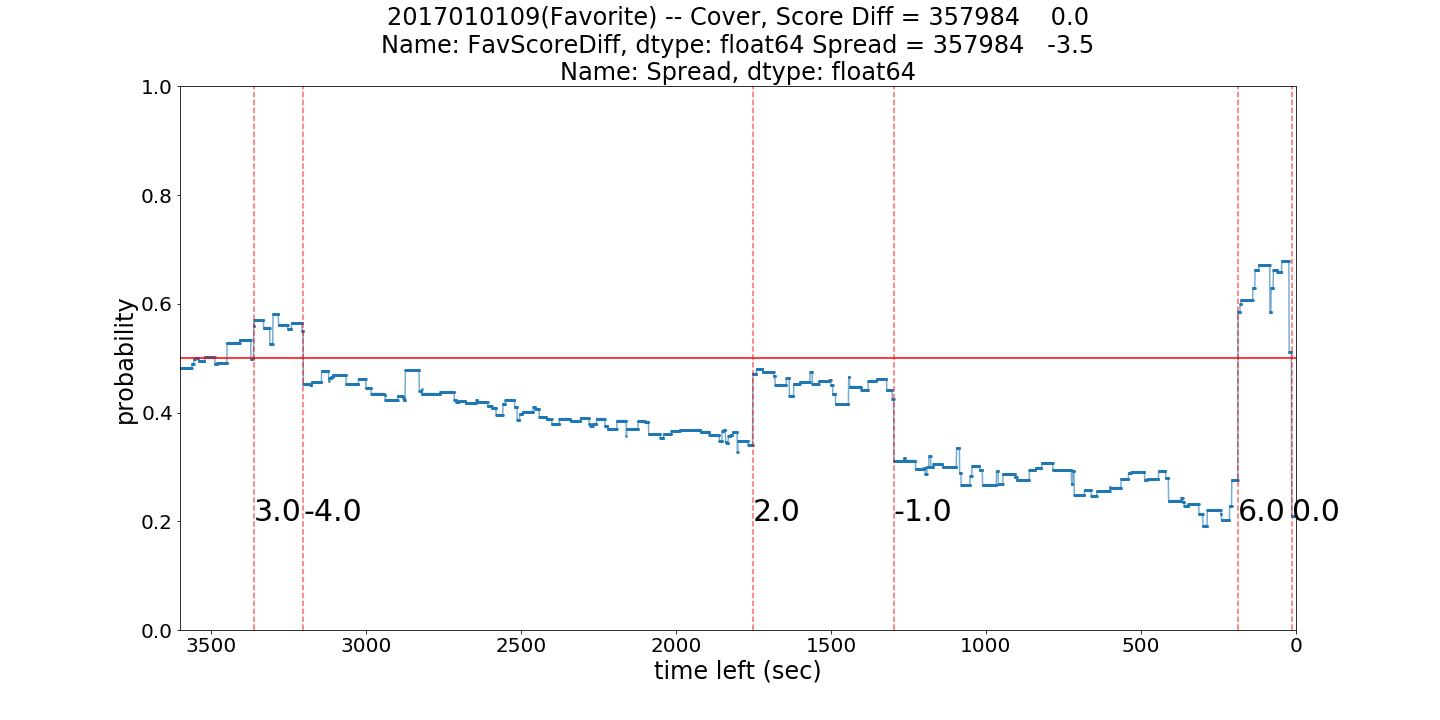 2017010109(Favorite) -- Cover, Score Diff = 357984    0.0
Name: FavScoreDiff, dtype: float64 Spread = 357984   -3.5
Name: Spread, dtype: float64
1.0
0.8
0.6
0.4
0.2
0.0
probability
3.0 -4.0 2.0 -1.0 6.0 0.0
3500 3000 2500 2000 1500 1000 500 0
time left (sec)